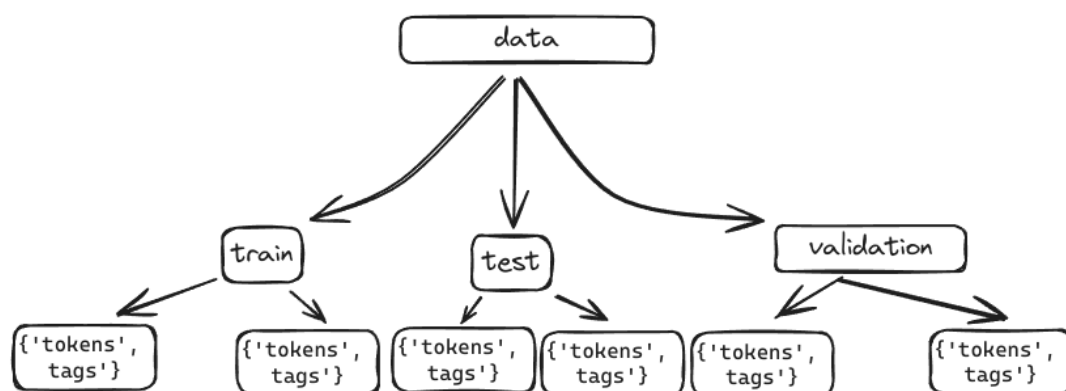 data
train
test
validation
{'tokens',
tags'}
{'tokens',
tags'}
{'tokens',
tags'}
{'tokens',
tags'}
{'tokens',
tags'}
{'tokens',
tags'}